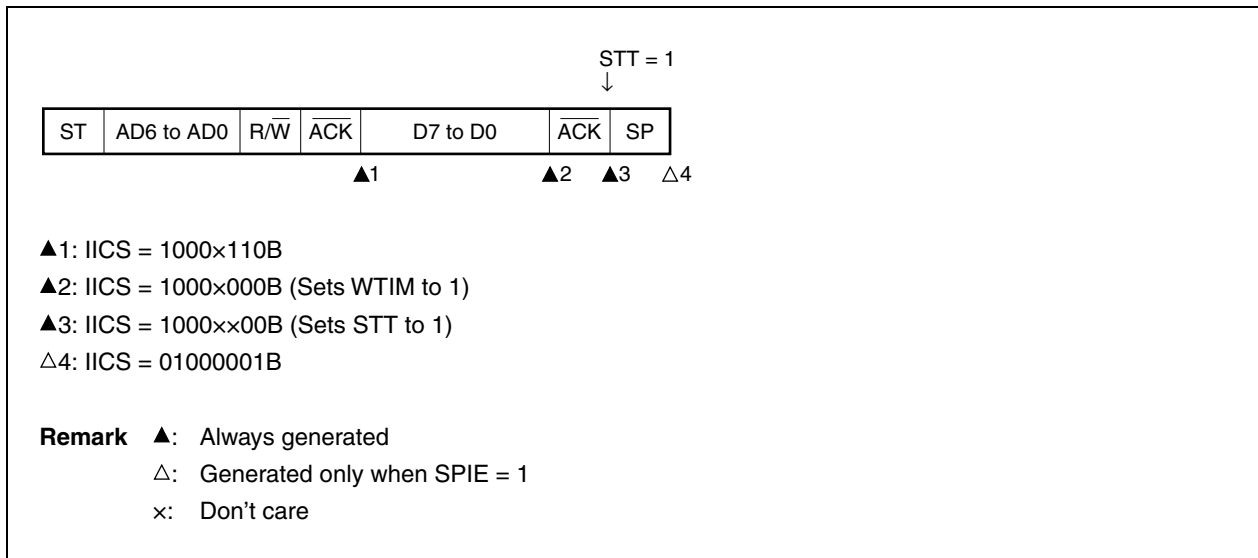 STT = 1
↓
ST AD6 to AD0 R/W̅ A̅C̅K̅ D7 to D0 A̅C̅K̅ SP
▲1 ▲2 ▲3 △4
▲1: IICS = 1000×110B
▲2: IICS = 1000×000B (Sets WTIM to 1)
▲3: IICS = 1000××00B (Sets STT to 1)
△4: IICS = 01000001B
Remark ▲: Always generated
△: Generated only when SPIE = 1
×: Don't care